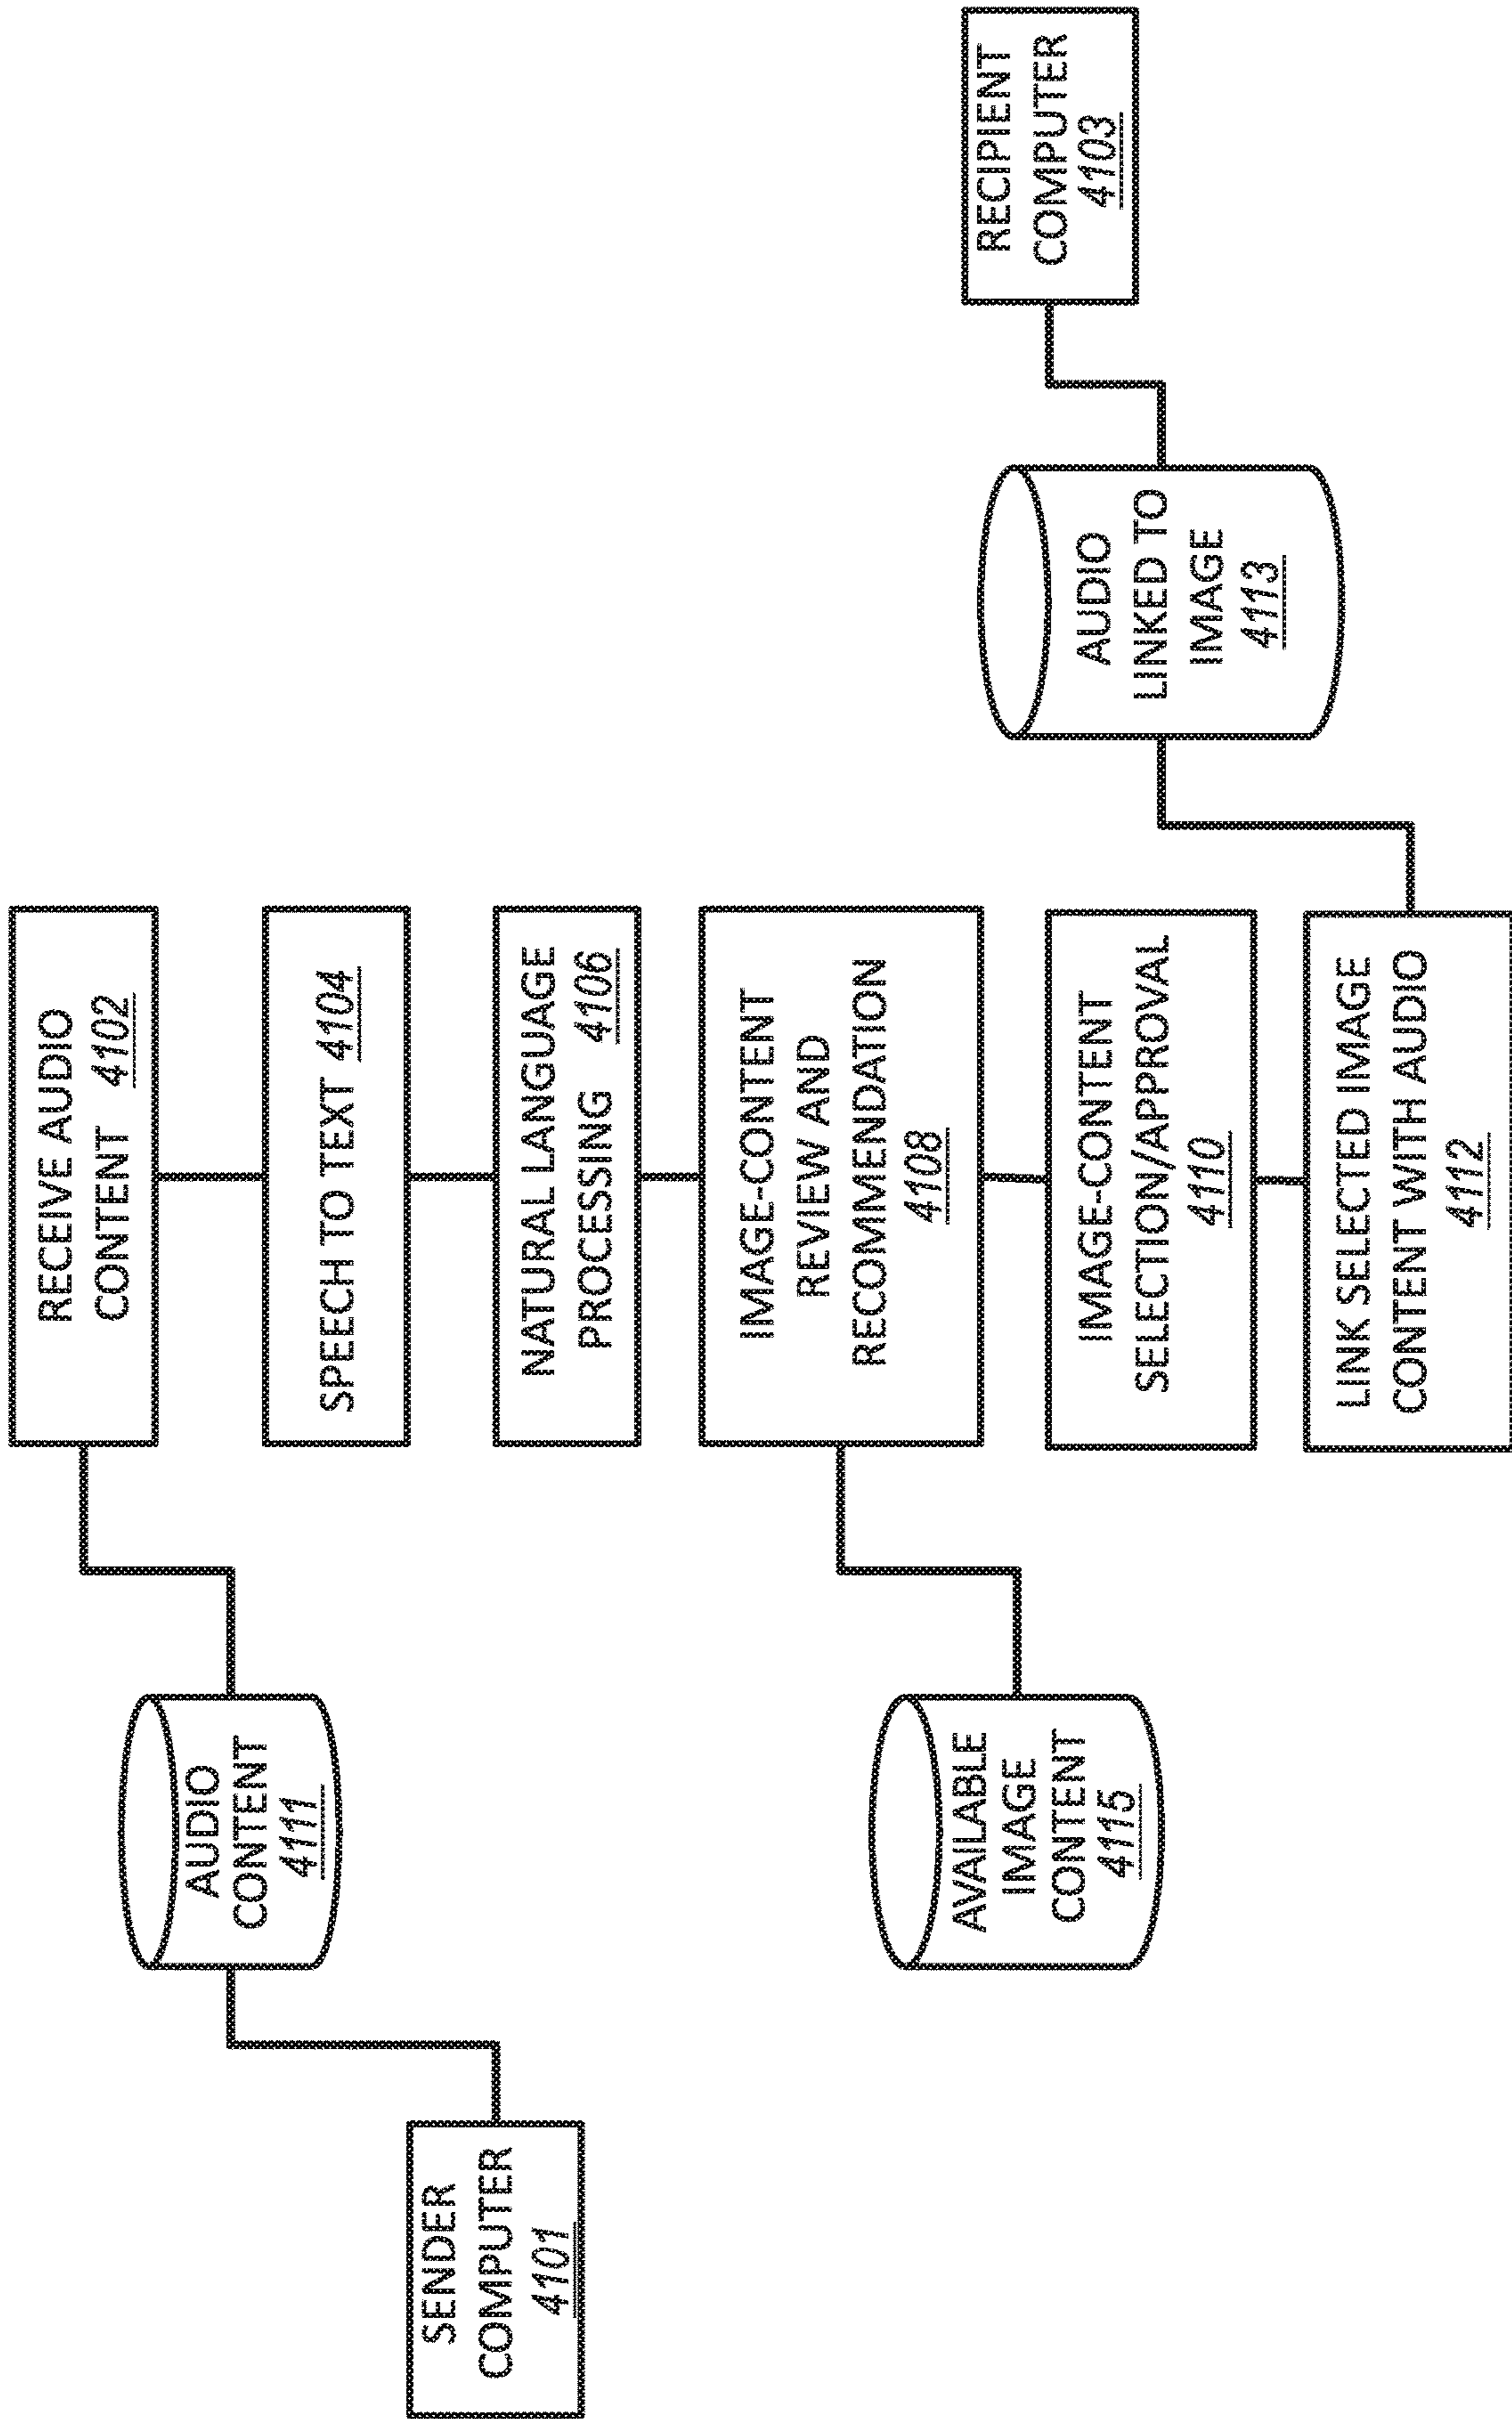 RECEIVE AUDIO
CONTENT 4102
SPEECH TO TEXT 4104
NATURAL LANGUAGE
PROCESSING 4106
IMAGE-CONTENT
REVIEW AND
RECOMMENDATION
4108
IMAGE-CONTENT
SELECTION/APPROVAL
4110
LINK SELECTED IMAGE
CONTENT WITH AUDIO
4112
SENDER
COMPUTER
4101
AUDIO
CONTENT
4111
AVAILABLE
IMAGE
CONTENT
4115
AUDIO
LINKED TO
IMAGE
4113
RECIPIENT
COMPUTER
4103